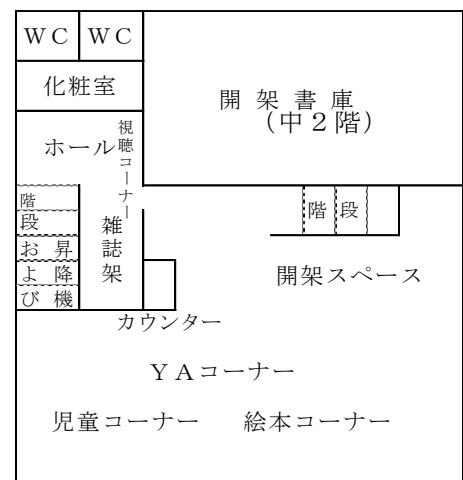 ＷＣ ＷＣ
化粧室
開架書庫
(中２階)
ホール
視聴コーナー
階段および昇降機
雑誌架
階段
開架スペース
カウンター
ＹＡコーナー
児童コーナー 絵本コーナー